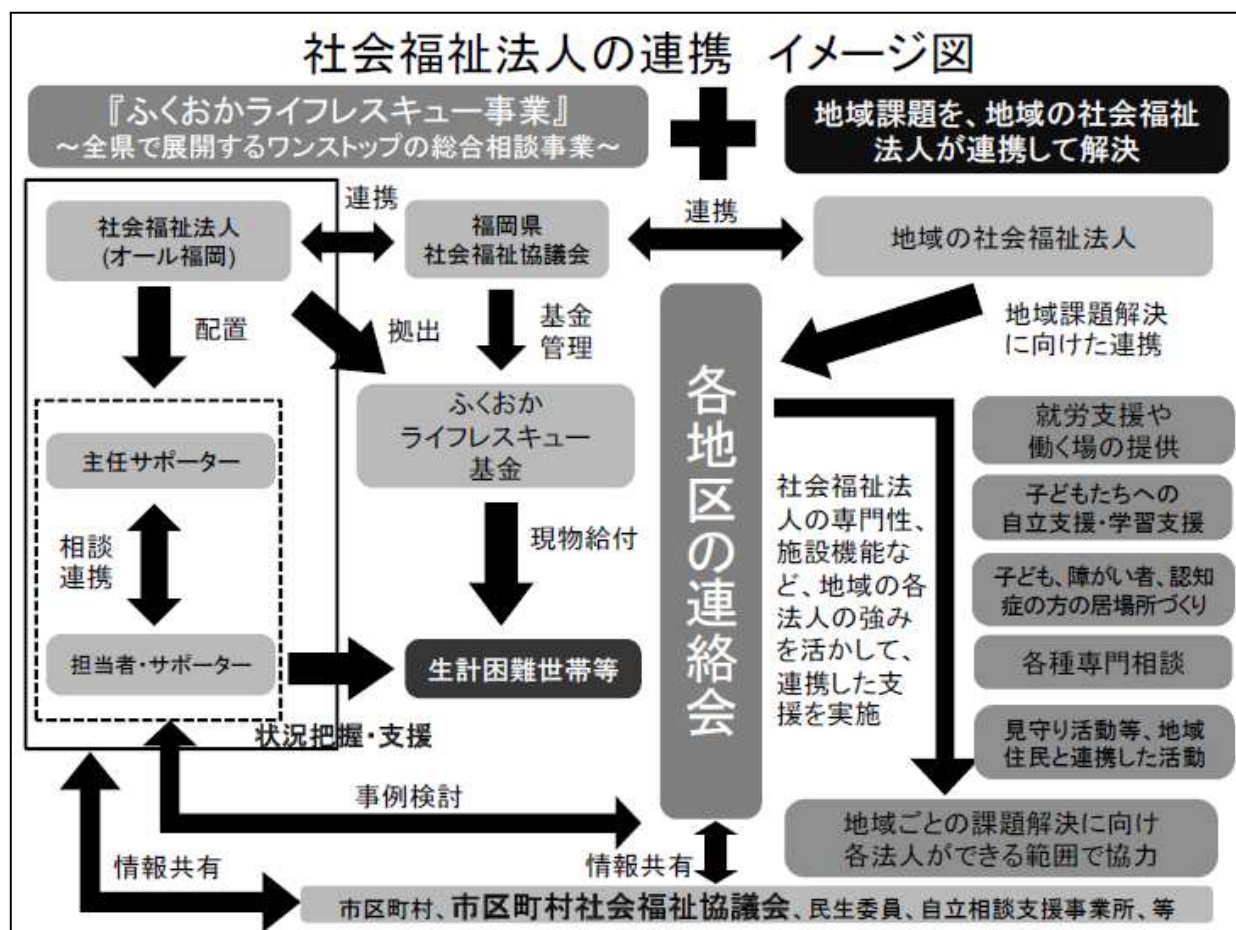 社会福祉法人の連携 イメージ図
『ふくおかライフレスキュー事業』
～全県で展開するワンストップの総合相談事業～
地域課題を、地域の社会福祉
法人が連携して解決
社会福祉法人
(オール福岡)
連携
福岡県
社会福祉協議会
連携
地域の社会福祉法人
配置
拠出
基金
管理
地域課題解決
に向けた連携
ふくおか
ライフレスキュー
基金
主任サポーター
相談
連携
担当者・サポーター
現物給付
生計困難世帯等
状況把握・支援
各地区の連絡会
社会福祉法
人の専門性、
施設機能な
ど、地域の各
法人の強み
を活かして、
連携した支
援を実施
就労支援や
働く場の提供
子どもたちへの
自立支援・学習支援
子ども、障がい者、認知
症の方の居場所づくり
各種専門相談
見守り活動等、地域
住民と連携した活動
地域ごとの課題解決に向け
各法人ができる範囲で協力
事例検討
情報共有
情報共有
市区町村、市区町村社会福祉協議会、民生委員、自立相談支援事業所、等